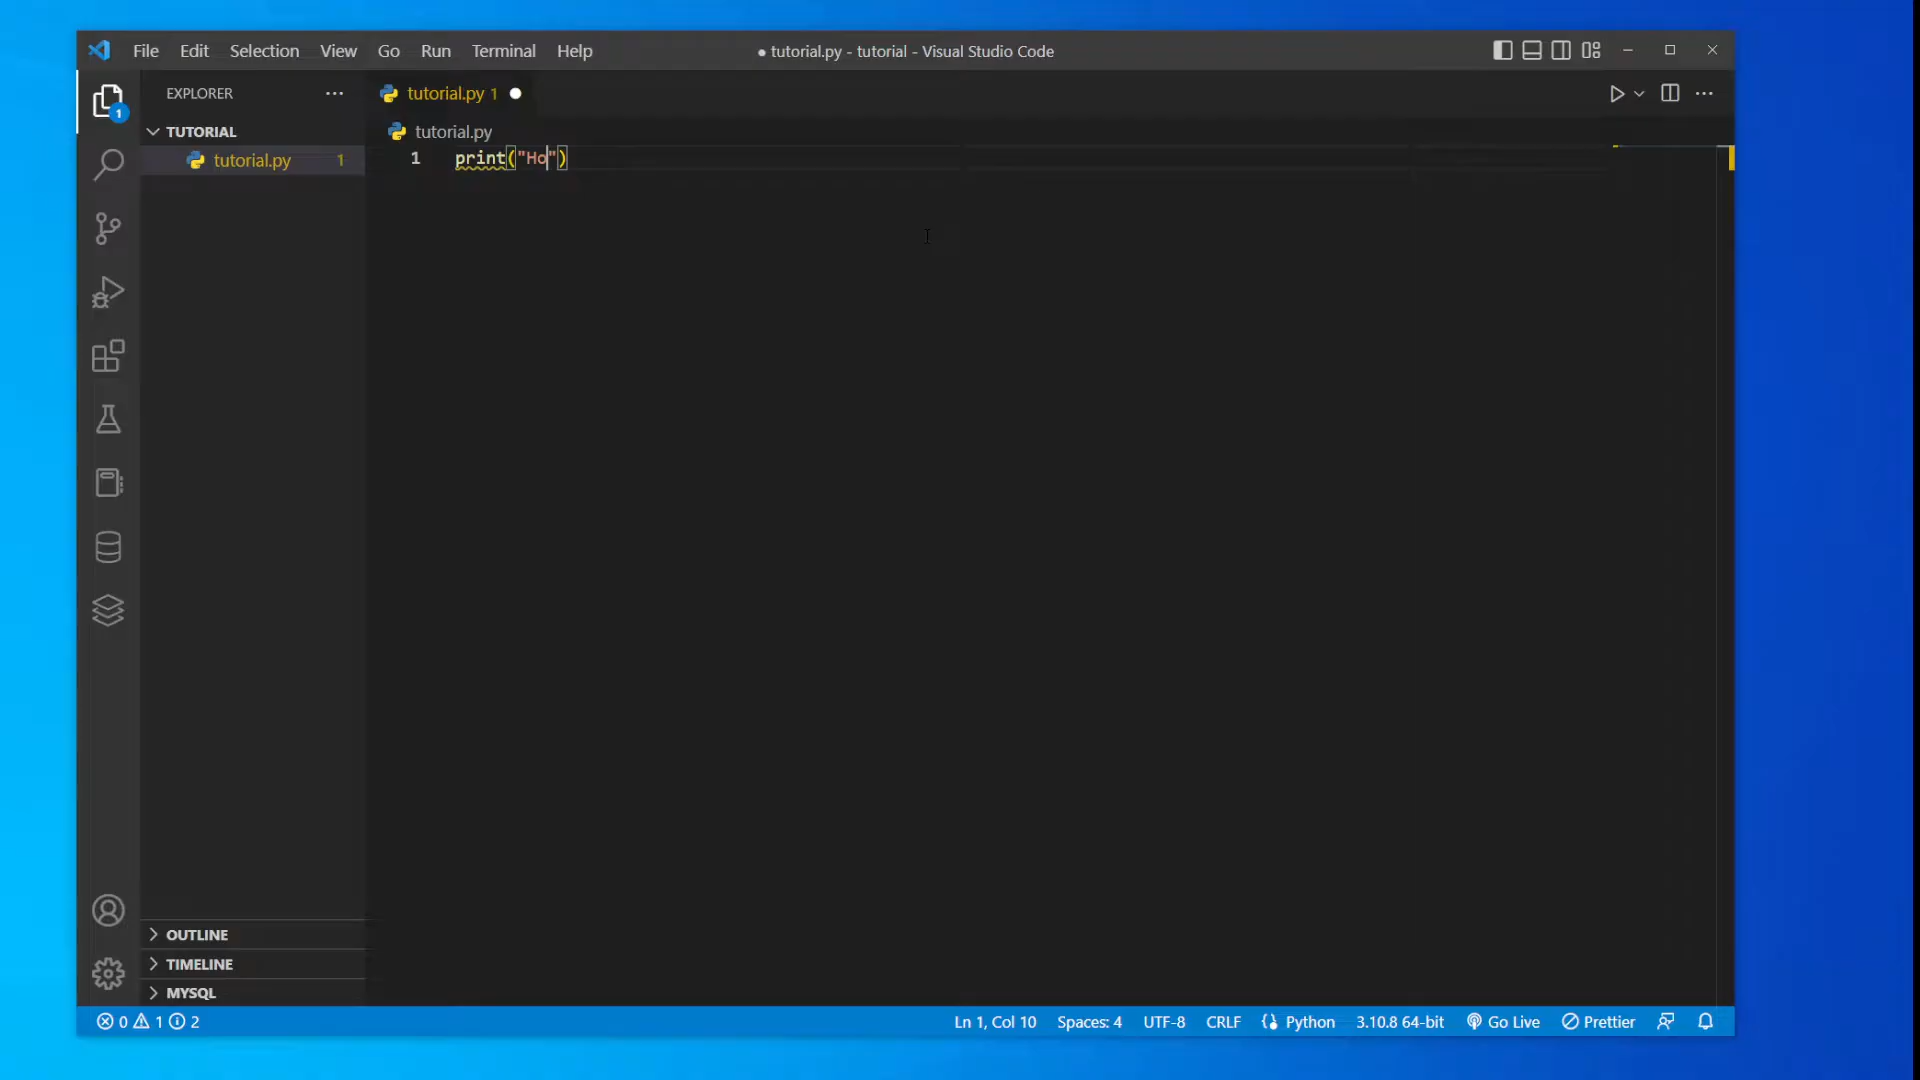 File Edit Selection View Go Run Terminal Help ● tutorial.py - tutorial - Visual Studio Code
EXPLORER ··· tutorial.py 1 ●
1
TUTORIAL
tutorial.py
tutorial.py 1
1 print("Ho")
OUTLINE
TIMELINE
MYSQL
0 1 2 Ln 1, Col 10 Spaces: 4 UTF-8 CRLF Python 3.10.8 64-bit Go Live Prettier